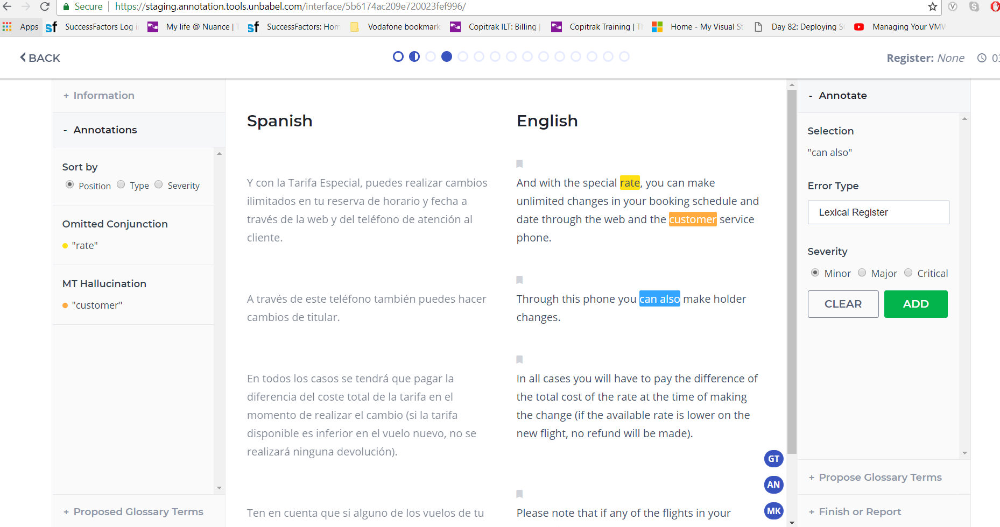 Secure https://staging.annotation.tools.unbabel.com/interface/5b6174ac209e720023fef996/
Apps SuccessFactors Log i My life @ Nuance | SuccessFactors: Hom Vodafone bookmark Copitrak ILT: Billing | Copitrak Training | Home - My Visual St Day 82: Deploying Managing Your VMW
BACK
Register: None
+ Information
- Annotations
Sort by
Position Type Severity
Omitted Conjunction
"rate"
MT Hallucination
"customer"
+ Proposed Glossary Terms
Spanish
Y con la Tarifa Especial, puedes realizar cambios
ilimitados en tu reserva de horario y fecha a
través de la web y del teléfono de atención al
cliente.
A través de este teléfono también puedes hacer
cambios de titular.
En todos los casos se tendrá que pagar la
diferencia del coste total de la tarifa en el
momento de realizar el cambio (si la tarifa
disponible es inferior en el vuelo nuevo, no se
realizará ninguna devolución).
Ten en cuenta que si alguno de los vuelos de tu
English
And with the special rate, you can make
unlimited changes in your booking schedule and
date through the web and the customer service
phone.
Through this phone you can also make holder
changes.
In all cases you will have to pay the difference of
the total cost of the rate at the time of making
the change (if the available rate is lower on the
new flight, no refund will be made).
Please note that if any of the flights in your
GT
AN
MK
- Annotate
Selection
"can also"
Error Type
Lexical Register
Severity
Minor Major Critical
CLEAR ADD
+ Propose Glossary Terms
+ Finish or Report